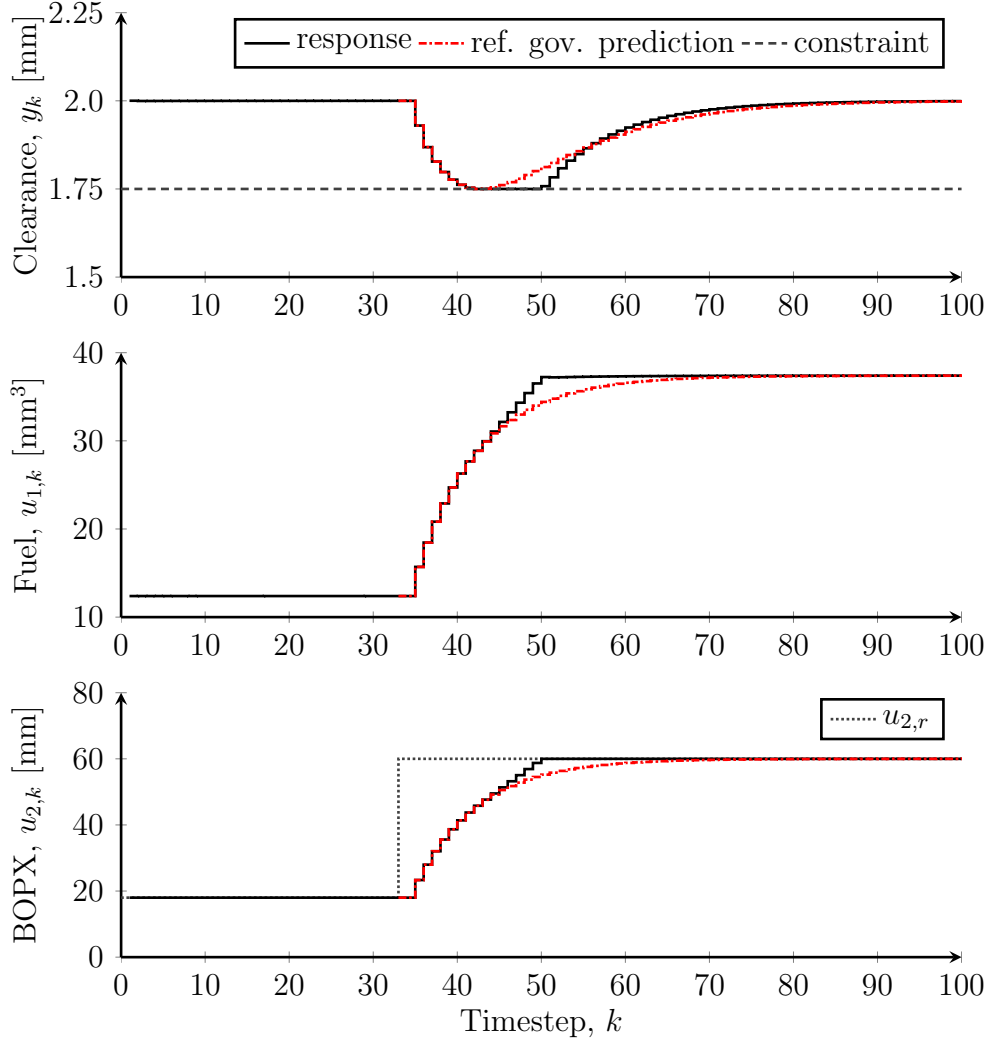 2.25
2.0
1.75
1.5
Clearance, y_k [mm]
response ref. gov. prediction constraint
0 10 20 30 40 50 60 70 80 90 100
40
30
20
10
Fuel, u_{1,k} [mm³]
0 10 20 30 40 50 60 70 80 90 100
80
60
40
20
0
BOPX, u_{2,k} [mm]
u_{2,r}
0 10 20 30 40 50 60 70 80 90 100
Timestep, k